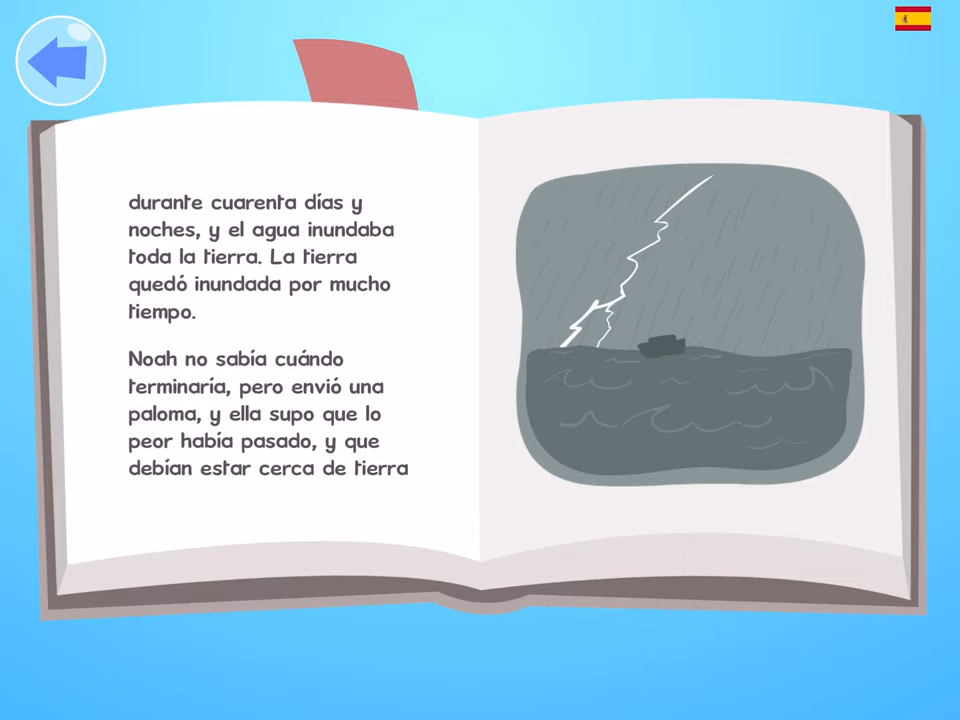 durante cuarenta días y
noches, y el agua inundaba
toda la tierra. La tierra
quedó inundada por mucho
tiempo.
Noah no sabía cuándo
terminaría, pero envió una
paloma, y ella supo que lo
peor había pasado, y que
debían estar cerca de tierra